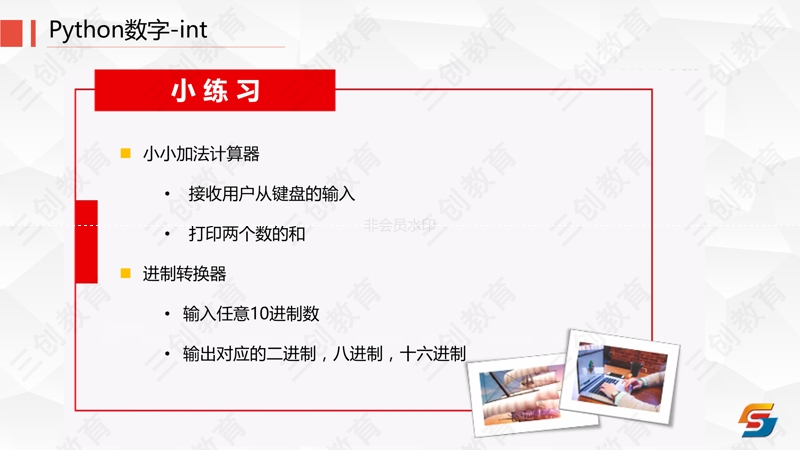 Python数字-int
小练习
小小加法计算器
• 接收用户从键盘的输入
• 打印两个数的和
非会员水印
进制转换器
• 输入任意10进制数
• 输出对应的二进制，八进制，十六进制
三创教育